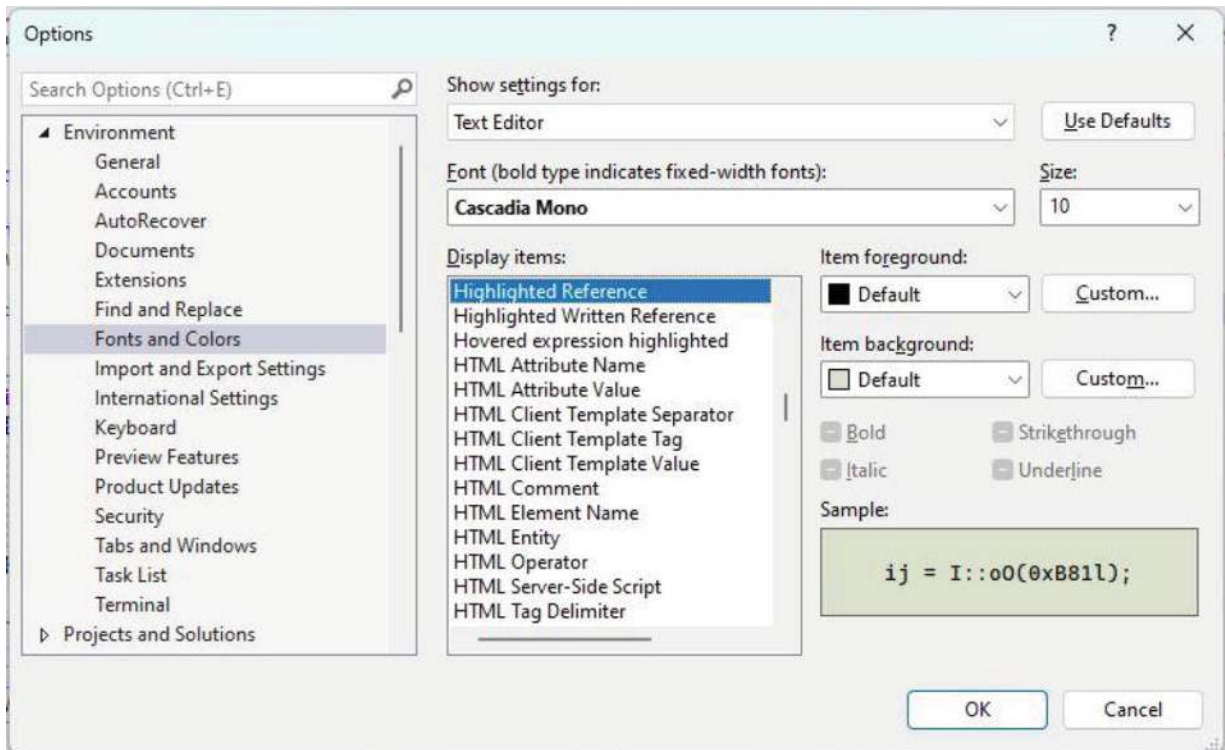 Options
?
Search Options (Ctrl+E)
Environment
General
Accounts
AutoRecover
Documents
Extensions
Find and Replace
Fonts and Colors
Import and Export Settings
International Settings
Keyboard
Preview Features
Product Updates
Security
Tabs and Windows
Task List
Terminal
Projects and Solutions
Show settings for:
Text Editor
Use Defaults
Font (bold type indicates fixed-width fonts):
Size:
Cascadia Mono
10
Display items:
Highlighted Reference
Highlighted Written Reference
Hovered expression highlighted
HTML Attribute Name
HTML Attribute Value
HTML Client Template Separator
HTML Client Template Tag
HTML Client Template Value
HTML Comment
HTML Element Name
HTML Entity
HTML Operator
HTML Server-Side Script
HTML Tag Delimiter
Item foreground:
Default
Custom...
Item background:
Default
Custom...
Bold
Strikethrough
Italic
Underline
Sample:
ij = I::oO(0xB81l);
OK
Cancel